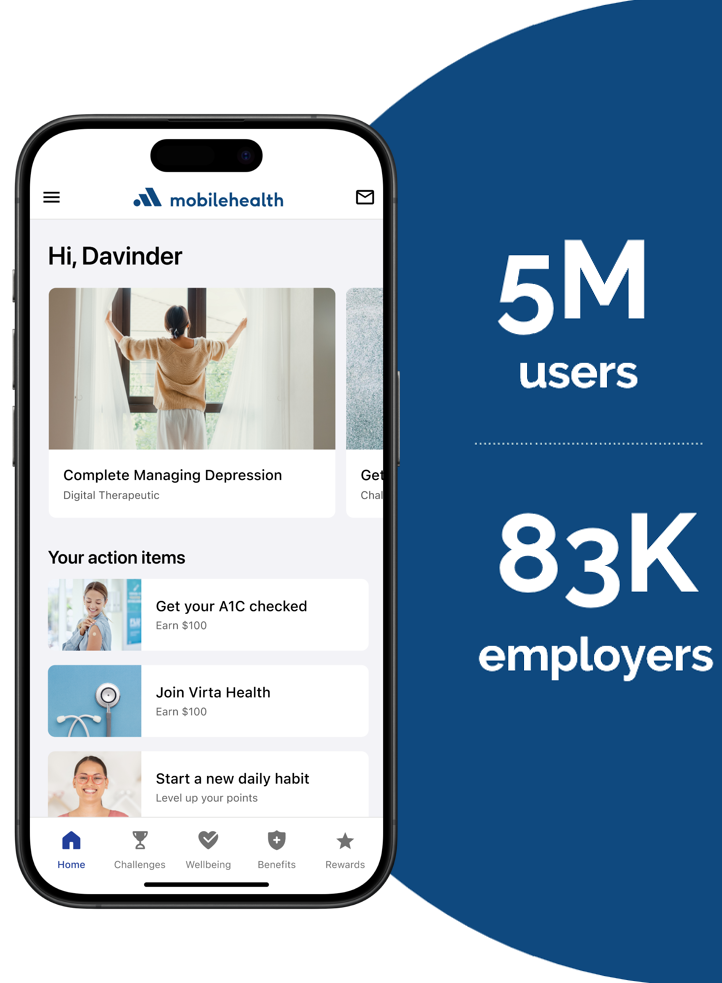 mobilehealth
Hi, Davinder
Complete Managing Depression
Digital Therapeutic
Get
Chal
Your action items
Get your A1C checked
Earn $100
Join Virta Health
Earn $100
Start a new daily habit
Level up your points
Home
Challenges
Wellbeing
Benefits
Rewards
5M
users
83K
employers